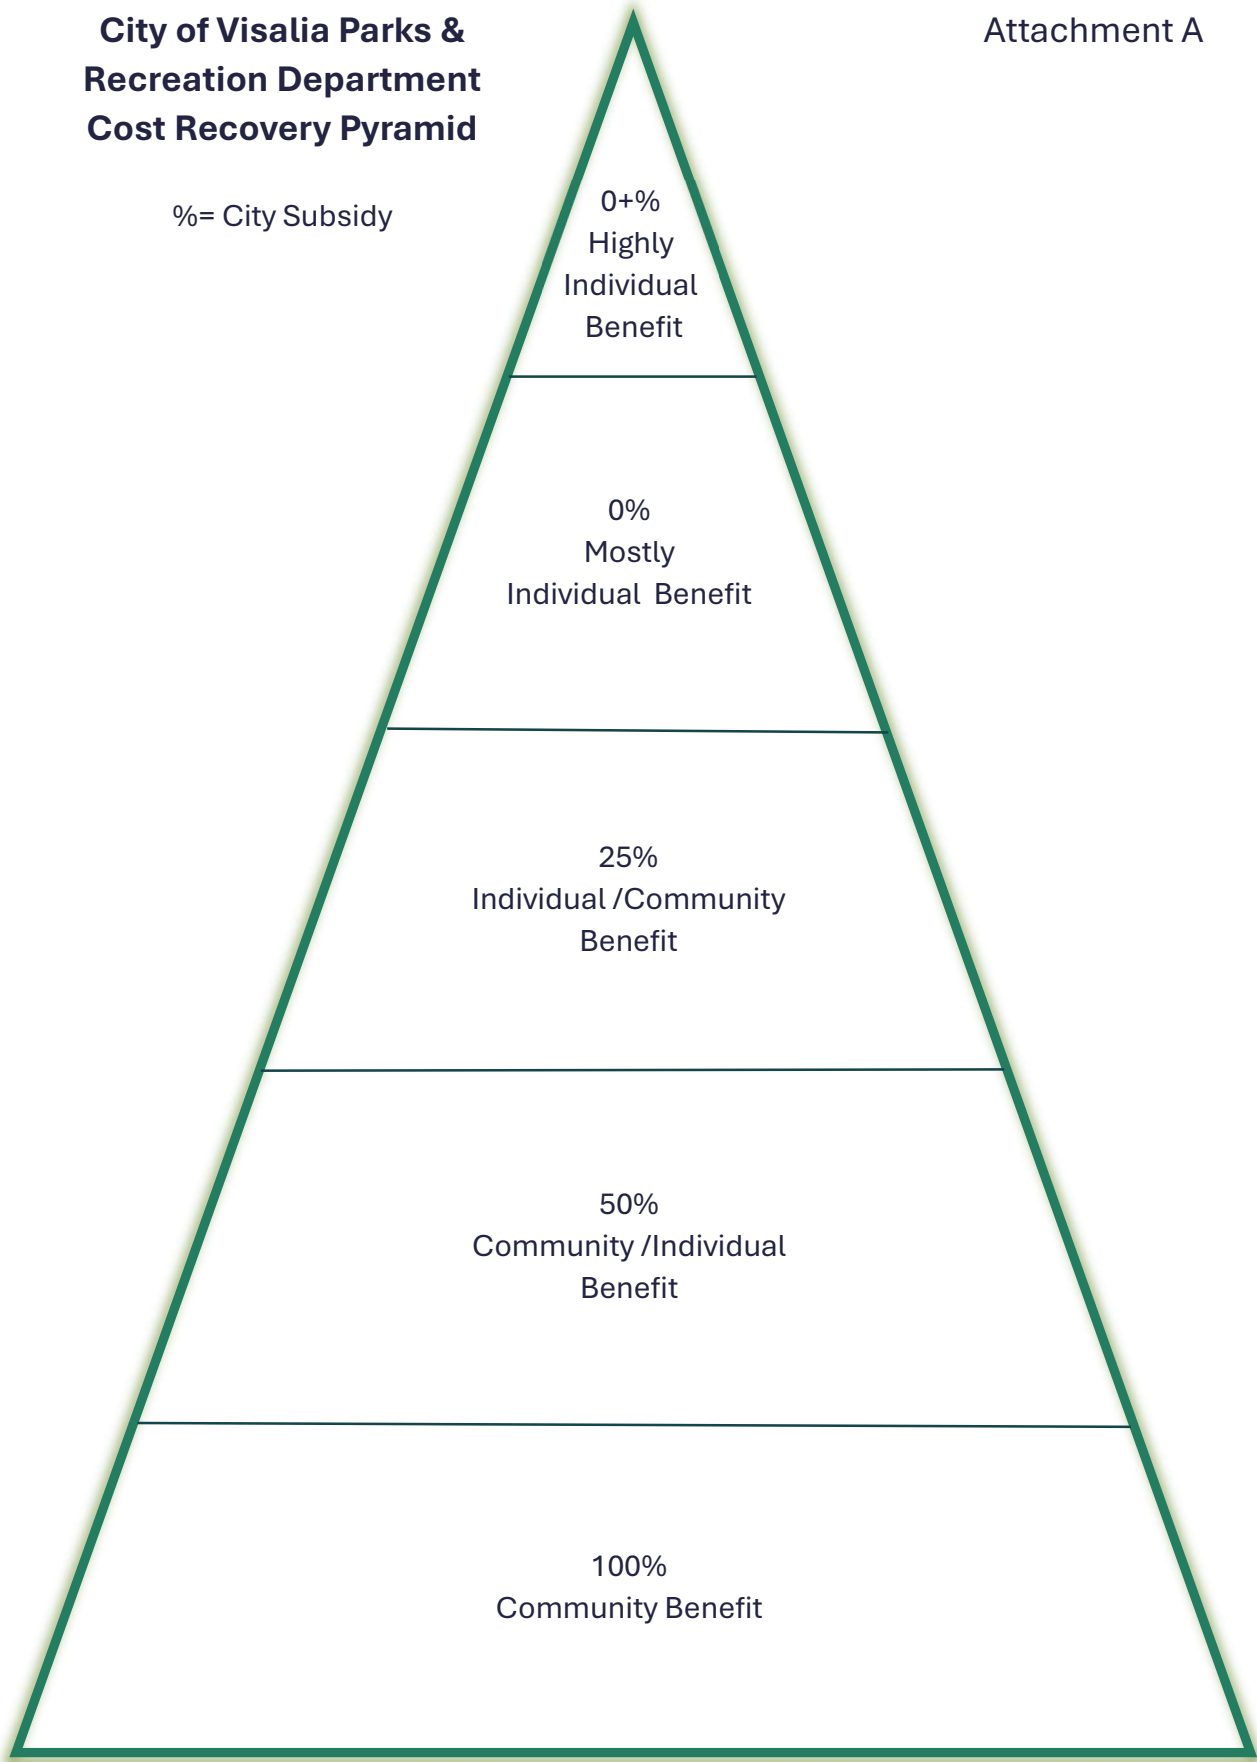 City of Visalia Parks &
Recreation Department
Cost Recovery Pyramid
Attachment A
%= City Subsidy
0+%
Highly
Individual
Benefit
0%
Mostly
Individual  Benefit
25%
Individual /Community
Benefit
50%
Community /Individual
Benefit
100%
Community Benefit